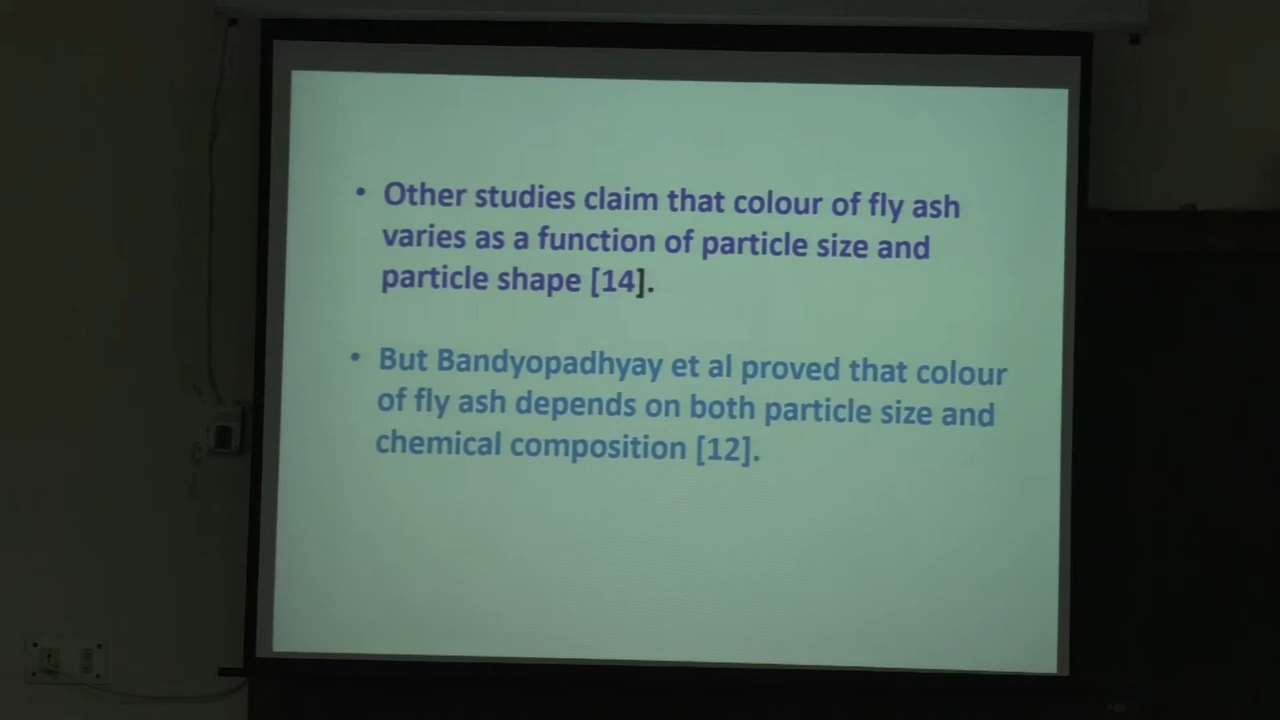 • Other studies claim that colour of fly ash
varies as a function of particle size and
particle shape [14].
• But Bandyopadhyay et al proved that colour
of fly ash depends on both particle size and
chemical composition [12].